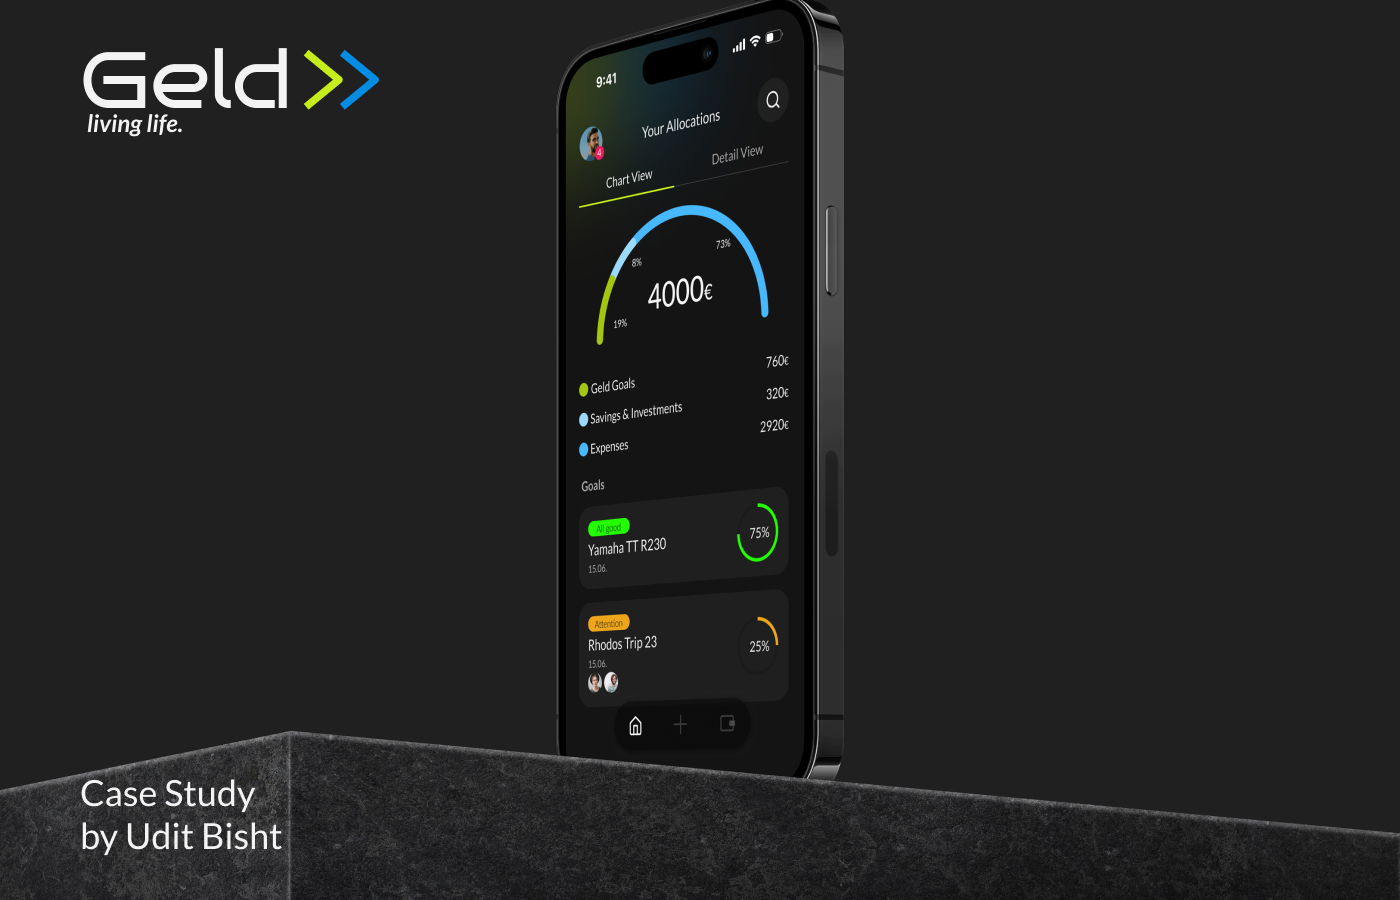 Geld
living life.
9:41
4
Your Allocations
Chart View
Detail View
73%
8%
4000€
19%
Geld Goals
760€
Savings & Investments
320€
Expenses
2920€
Goals
All good
Yamaha TT R230
15.06.
75%
Attention
Rhodos Trip 23
15.06.
25%
Case Study
by Udit Bisht